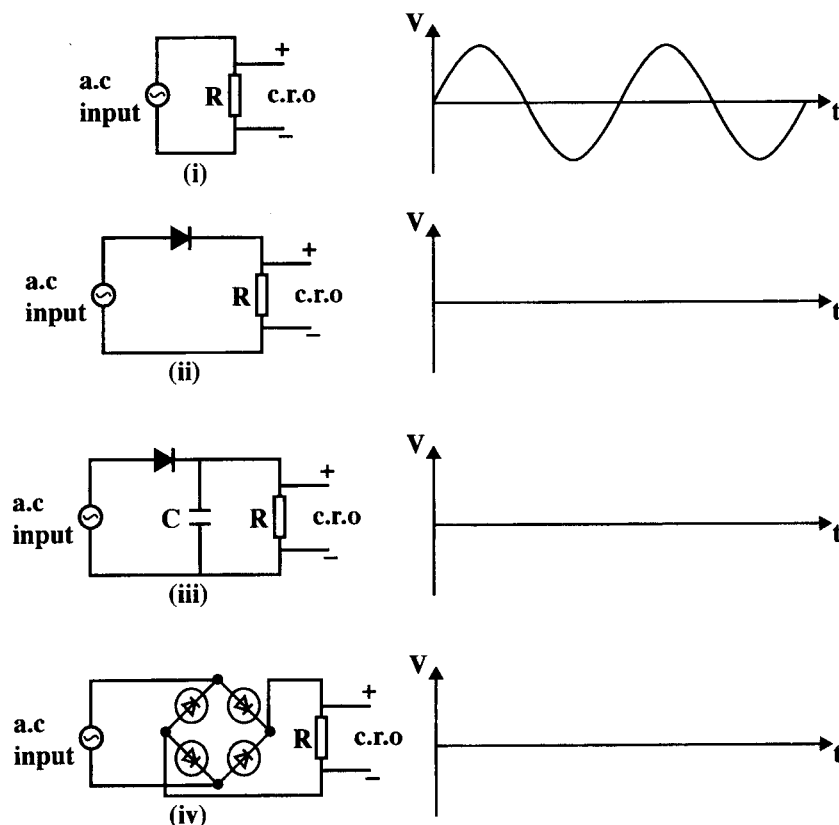 V
+
a.c
input
R
c.r.o
t
–
(i)
V
+
a.c
input
R
c.r.o
t
–
(ii)
V
+
a.c
input
C
R
c.r.o
t
–
(iii)
V
+
a.c
input
R
c.r.o
t
–
(iv)